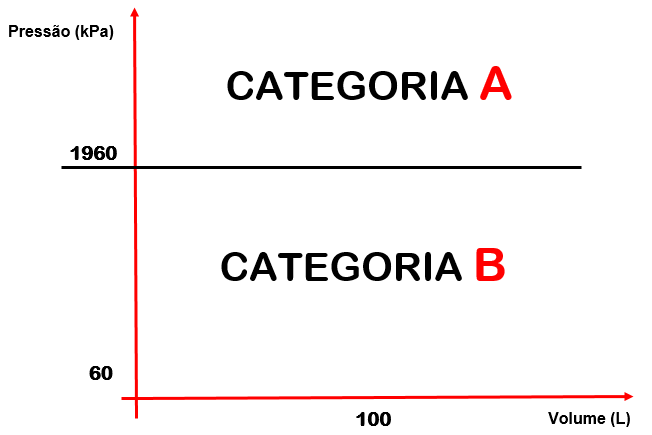 Pressão (kPa)
CATEGORIA A
1960
CATEGORIA B
60
100
Volume (L)